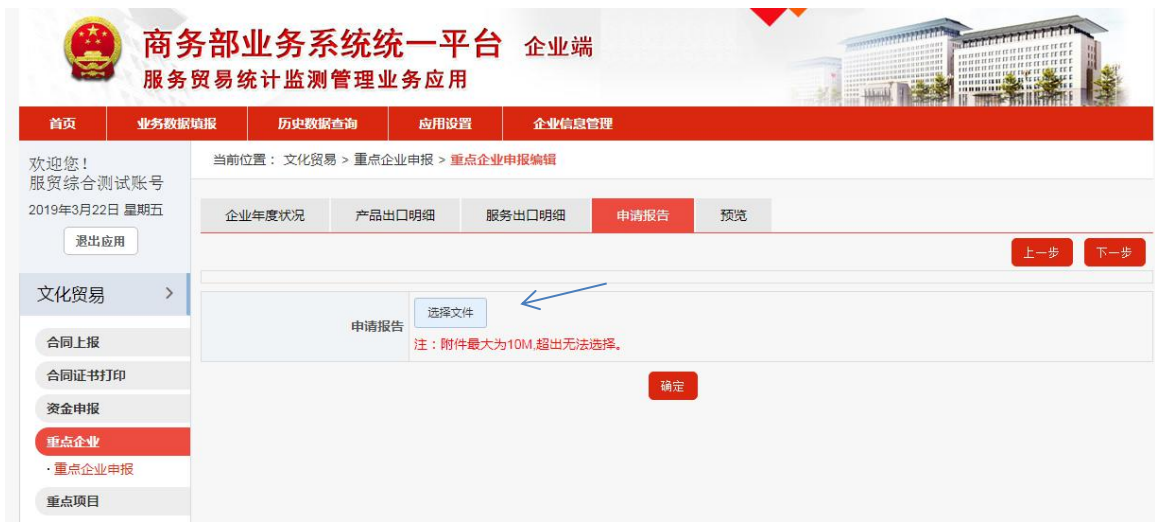 商务部业务系统统一平台 企业端
服务贸易统计监测管理业务应用
首页 业务数据填报 历史数据查询 应用设置 企业信息管理
欢迎您！
服贸综合测试账号
2019年3月22日 星期五
退出应用
当前位置： 文化贸易 > 重点企业申报 > 重点企业申报编辑
企业年度状况 产品出口明细 服务出口明细 申请报告 预览
上一步 下一步
文化贸易 >
合同上报
合同证书打印
资金申报
重点企业
·重点企业申报
重点项目
申请报告
选择文件
注：附件最大为10M,超出无法选择。
确定